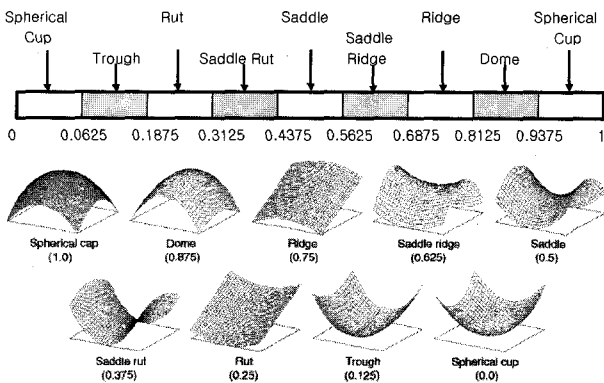 Spherical Cup
Rut
Saddle
Ridge
Spherical Cup
Trough
Saddle Rut
Saddle Ridge
Dome
0 0.0625 0.1875 0.3125 0.4375 0.5625 0.6875 0.8125 0.9375 1
Spherical cap Dome Ridge Saddle ridge Saddle
(1.0) (0.875) (0.75) (0.625) (0.5)
Saddle rut Rut Trough Spherical cup
(0.375) (0.25) (0.125) (0.0)